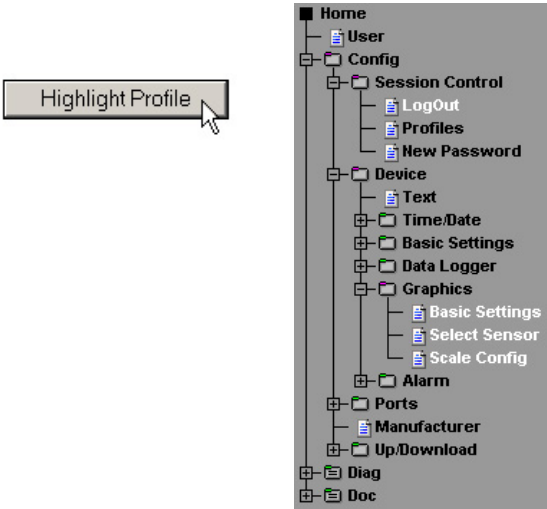 Highlight Profile
Home
User
Config
Session Control
LogOut
Profiles
New Password
Device
Text
Time/Date
Basic Settings
Data Logger
Graphics
Basic Settings
Select Sensor
Scale Config
Alarm
Ports
Manufacturer
Up/Download
Diag
Doc